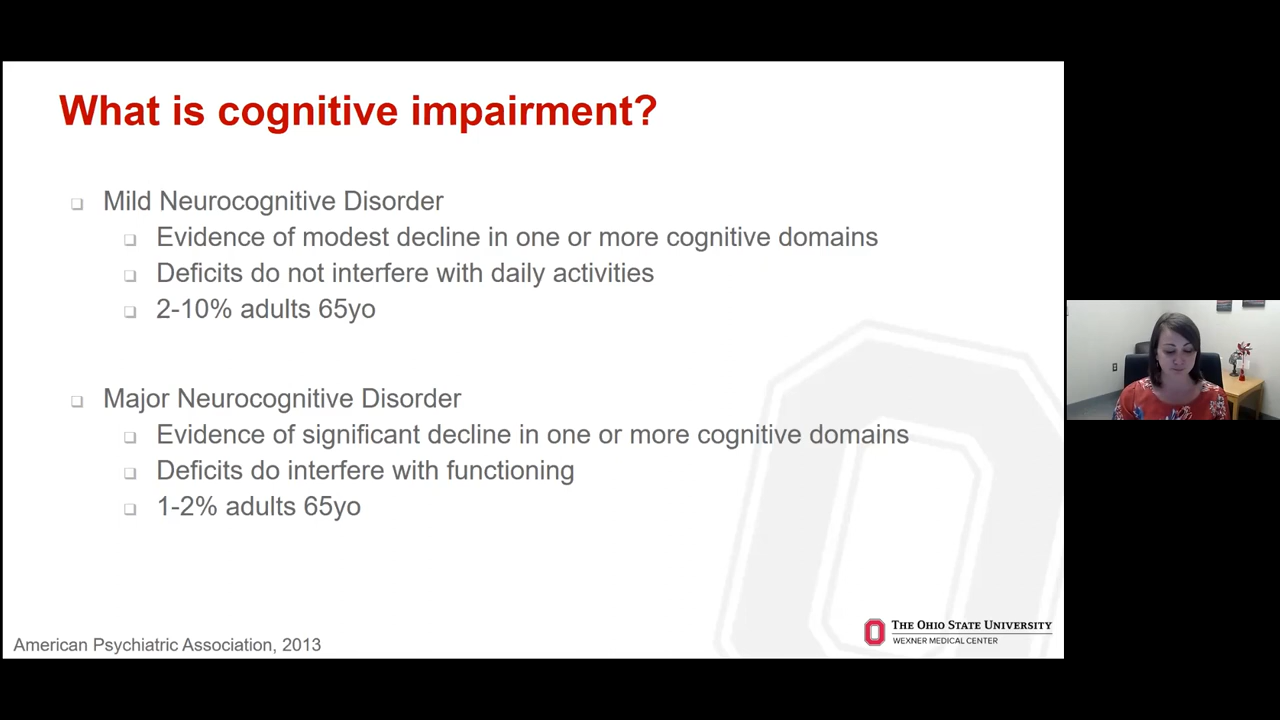 What is cognitive impairment?
Mild Neurocognitive Disorder
Evidence of modest decline in one or more cognitive domains
Deficits do not interfere with daily activities
2-10% adults 65yo
Major Neurocognitive Disorder
Evidence of significant decline in one or more cognitive domains
Deficits do interfere with functioning
1-2% adults 65yo
American Psychiatric Association, 2013
THE OHIO STATE UNIVERSITY
WEXNER MEDICAL CENTER